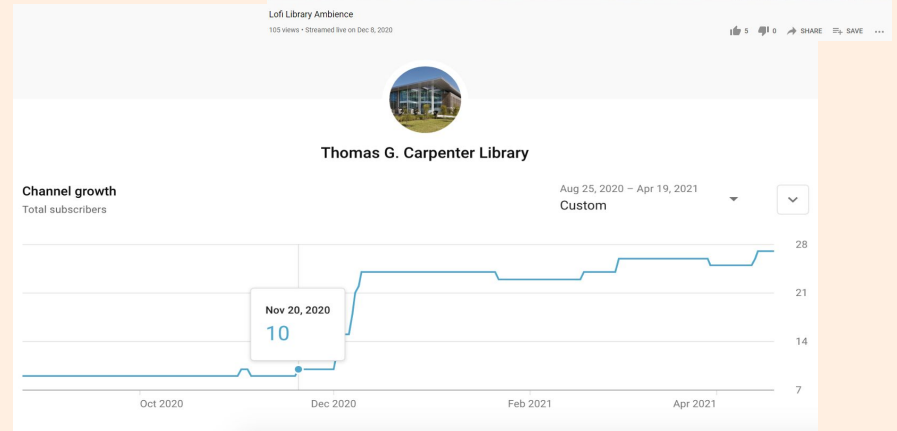 Lofi Library Ambience
105 views • Streamed live on Dec 8, 2020
5 0 SHARE SAVE ...
Thomas G. Carpenter Library
Channel growth
Total subscribers
Aug 25, 2020 – Apr 19, 2021
Custom
28
21
14
7
Nov 20, 2020
10
Oct 2020 Dec 2020 Feb 2021 Apr 2021